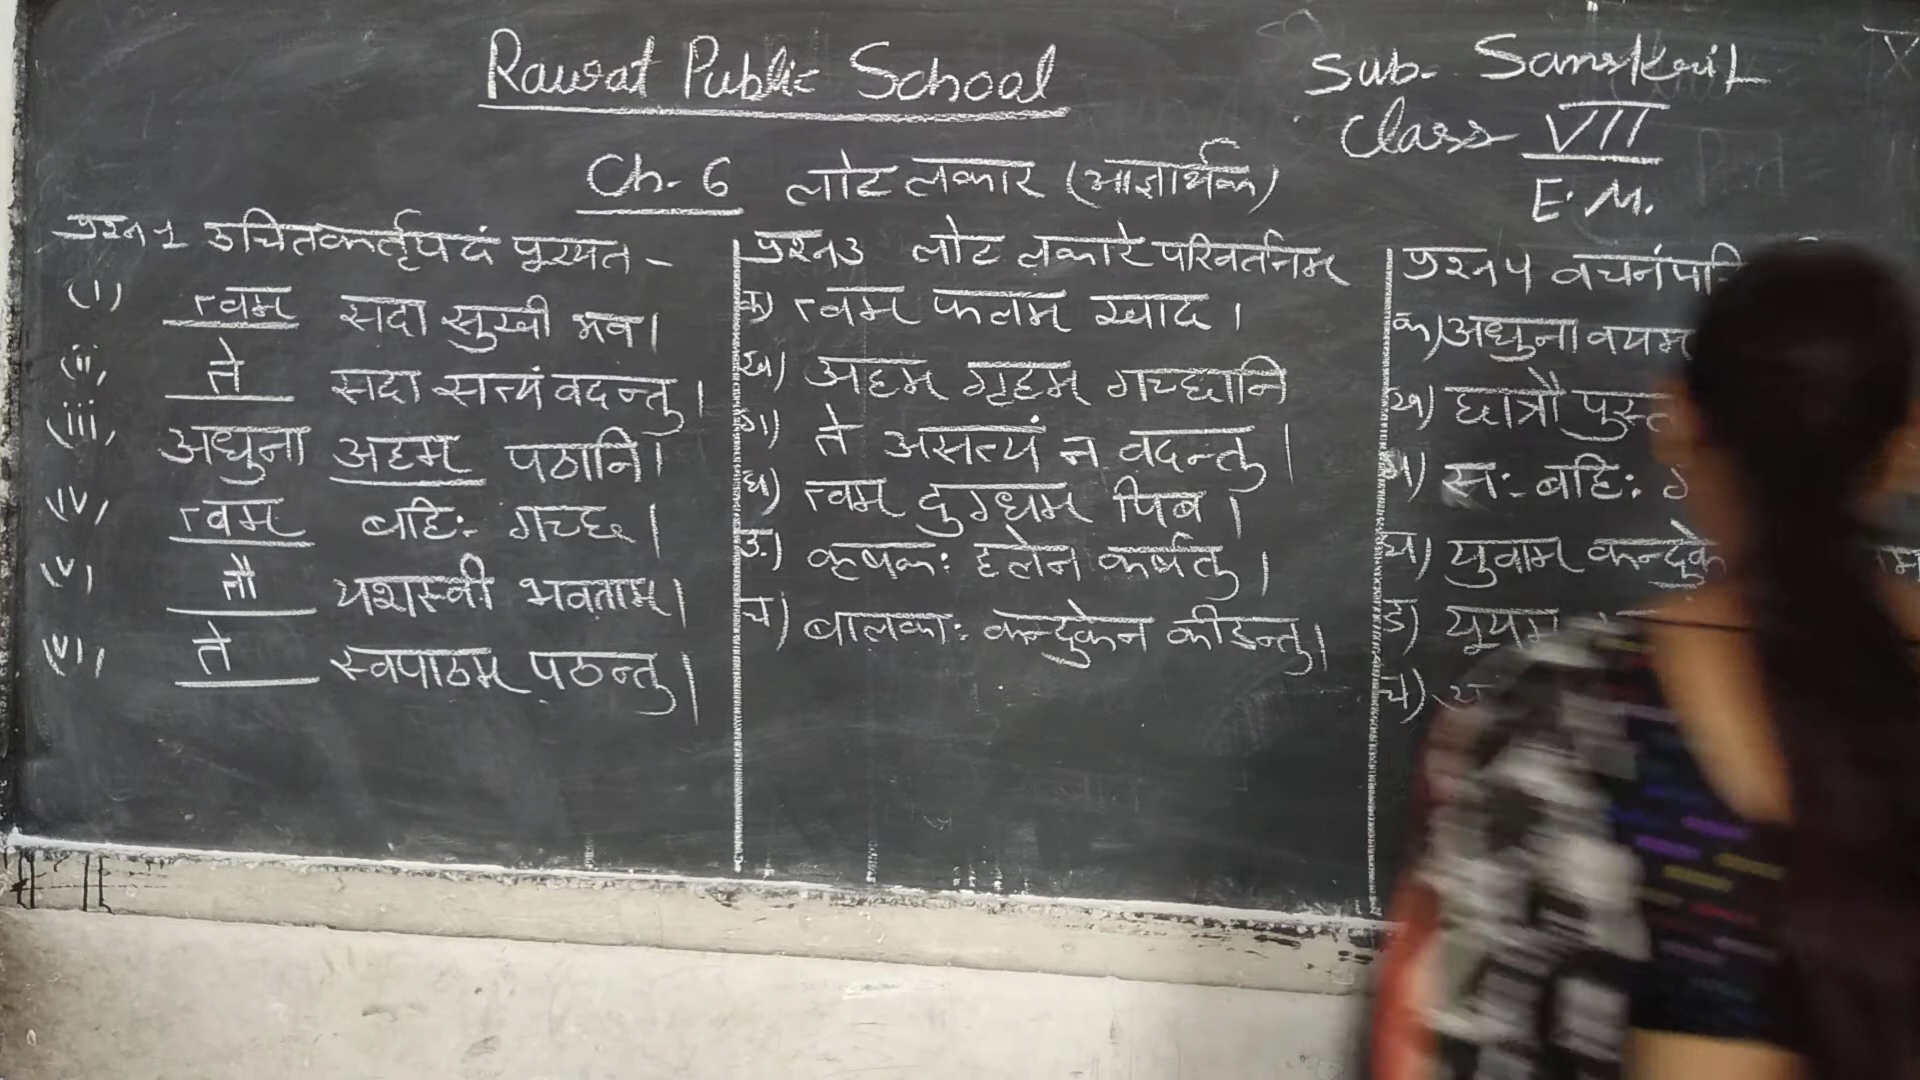 Rawat Public School
Sub- Sanskrit
Class VII
E.M.
Ch. 6 लोट लकार (आज्ञार्थक)
प्रश्न 1 उचितकर्तृपदं पूरयत -
(i) त्वम सदा सुखी भव।
(ii) ते सदा सत्यं वदन्तु।
(iii) अधुना अहम पठानि।
(iv) त्वम बहिः गच्छ।
(v) तौ यशस्वी भवताम्।
(vi) ते स्वपाठम पठन्तु।
प्रश्न 3 लोट लकारे परिवर्तनम
क) त्वम फलम खाद।
ख) अहम गृहम गच्छानि
ग) ते असत्यं न वदन्तु।
घ) त्वम दुग्धम पिब।
ङ) कृषकः हलेन कर्षतु।
च) बालकाः कन्दुकेन कीडन्तु।
प्रश्न 5
क) अधुना वयम
ख) छात्रौ
ग) सः बहिः
घ) युवाम
ङ) यूयम
च)